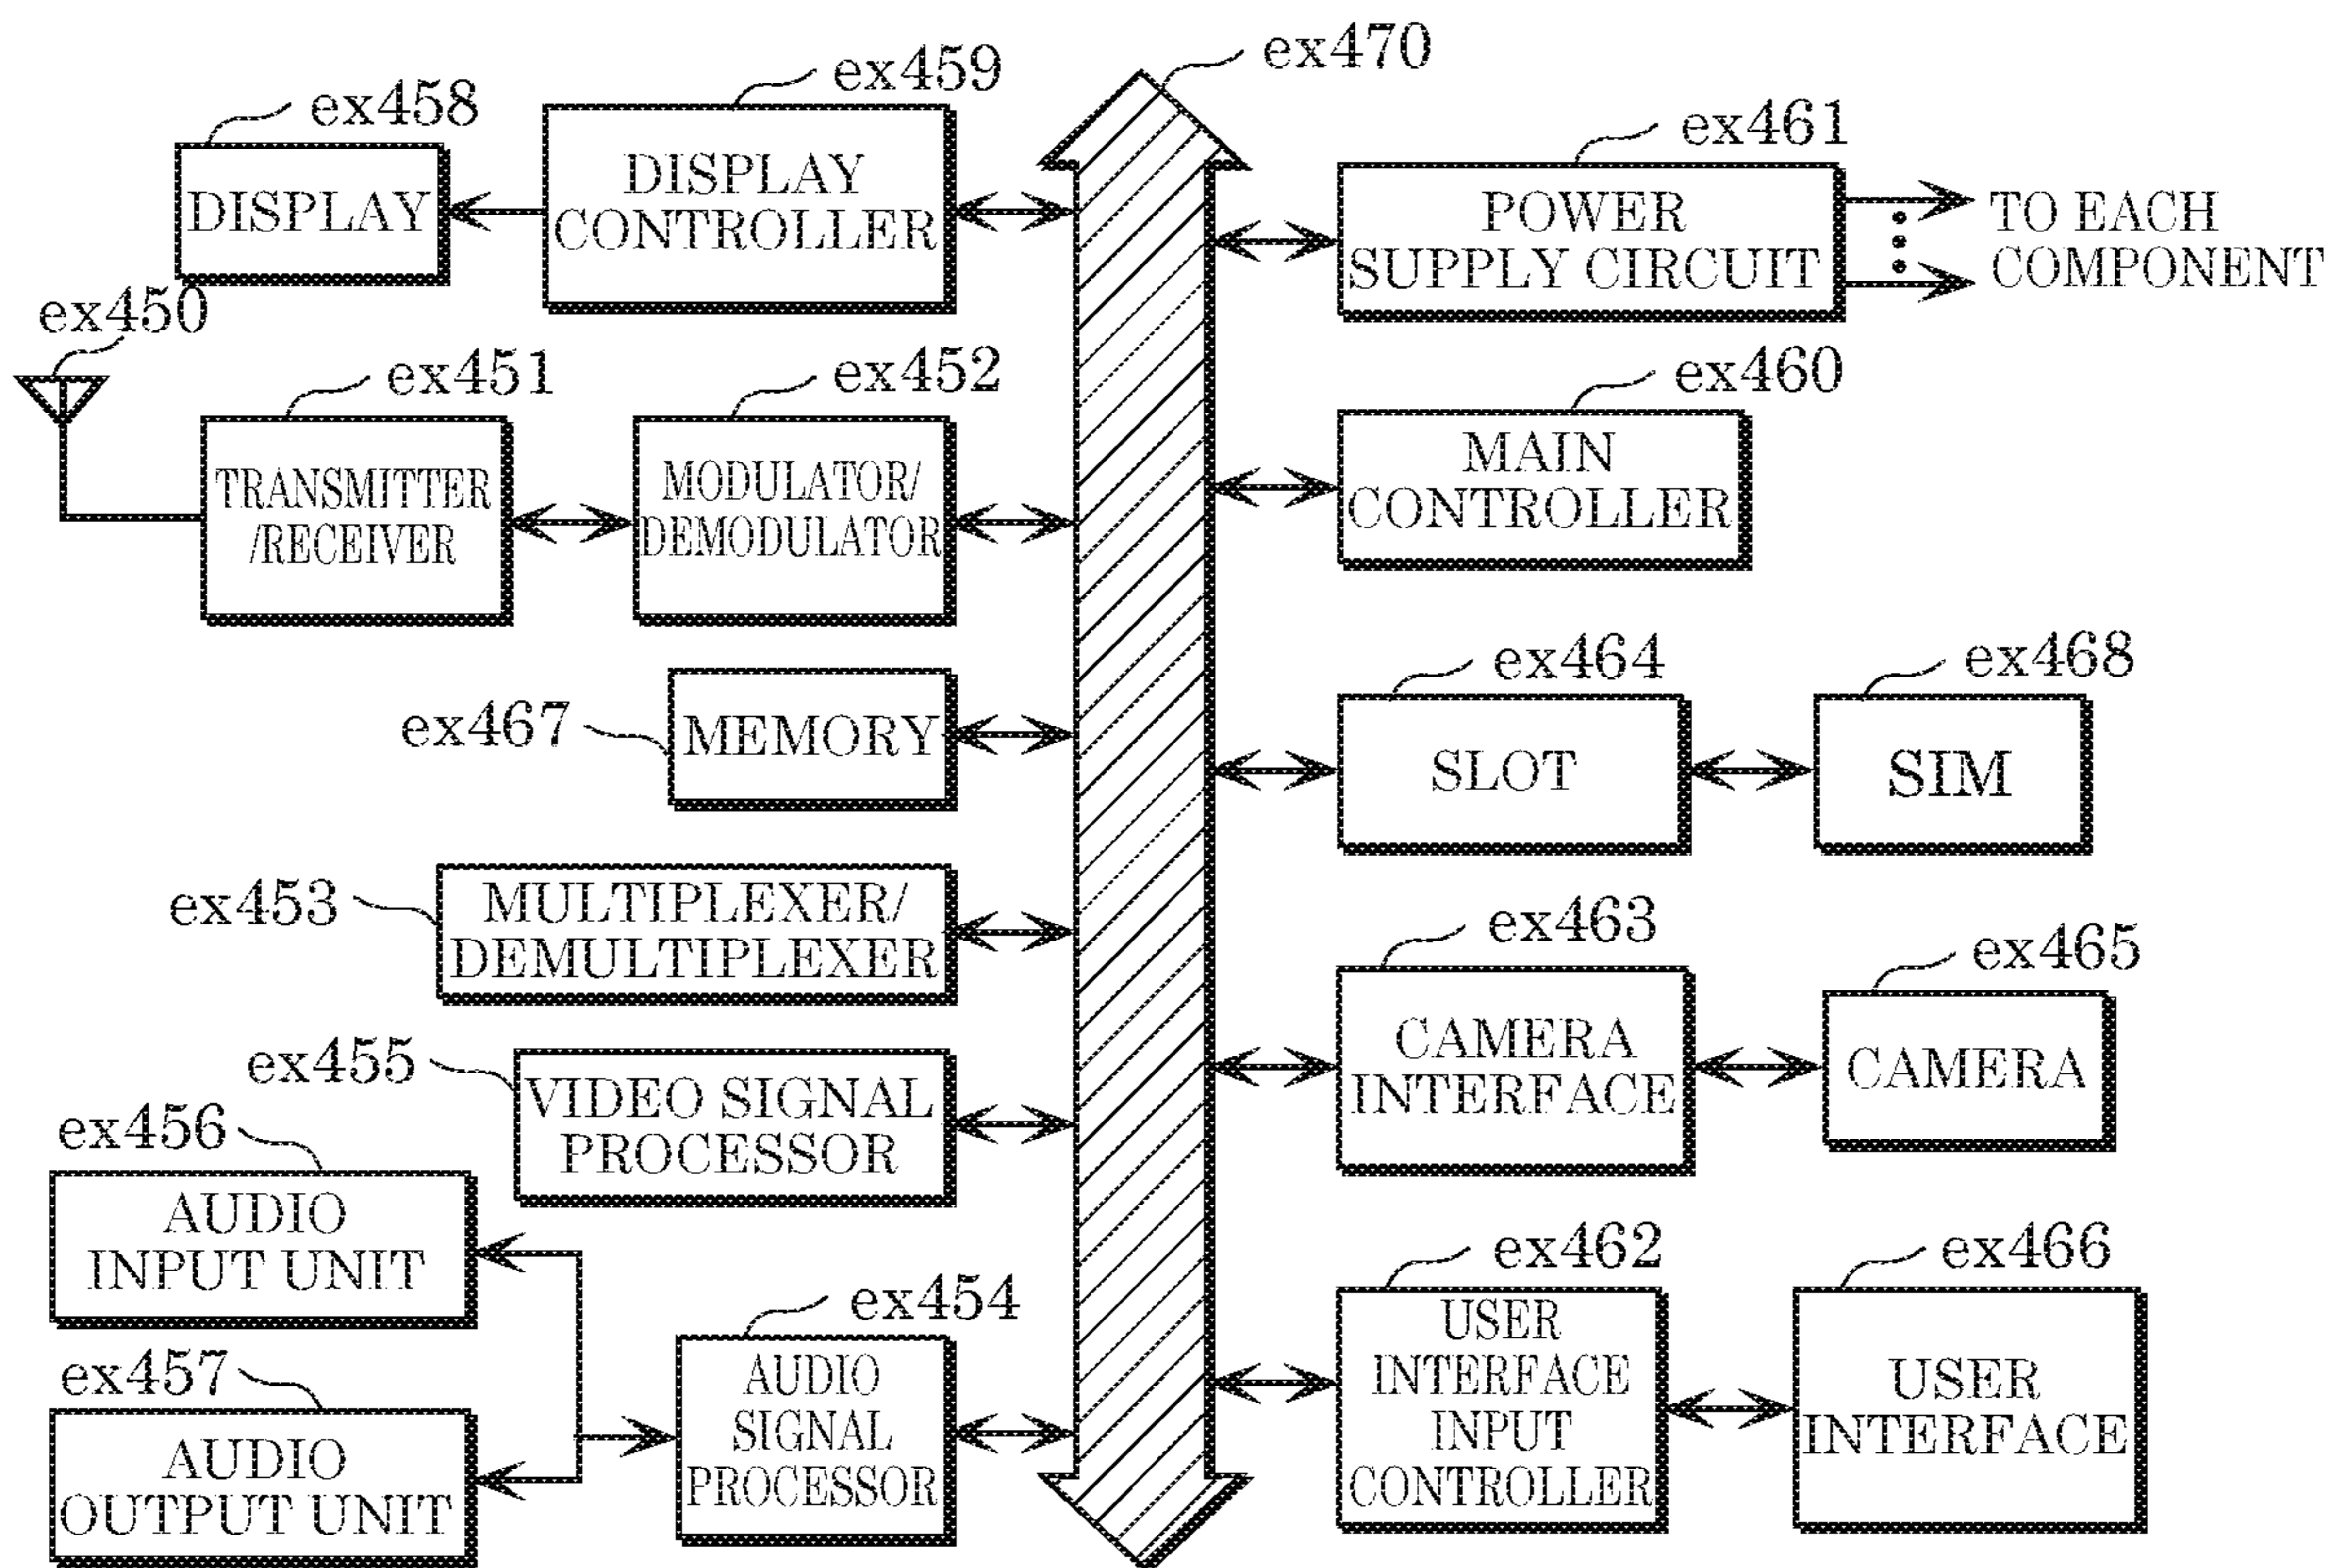 ex470
ex459
ex458
ex461
DISPLAY
DISPLAY
CONTROLLER
POWER
SUPPLY CIRCUIT
TO EACH
COMPONENT
ex450
ex451
ex452
ex460
TRANSMITTER
/RECEIVER
MODULATOR/
DEMODULATOR
MAIN
CONTROLLER
ex467
MEMORY
ex464
ex468
SLOT
SIM
ex453
MULTIPLEXER/
DEMULTIPLEXER
ex463
ex465
CAMERA
INTERFACE
CAMERA
ex455
VIDEO SIGNAL
PROCESSOR
ex456
AUDIO
INPUT UNIT
ex454
ex462
ex466
ex457
AUDIO
OUTPUT UNIT
AUDIO
SIGNAL
PROCESSOR
USER
INTERFACE
INPUT
CONTROLLER
USER
INTERFACE